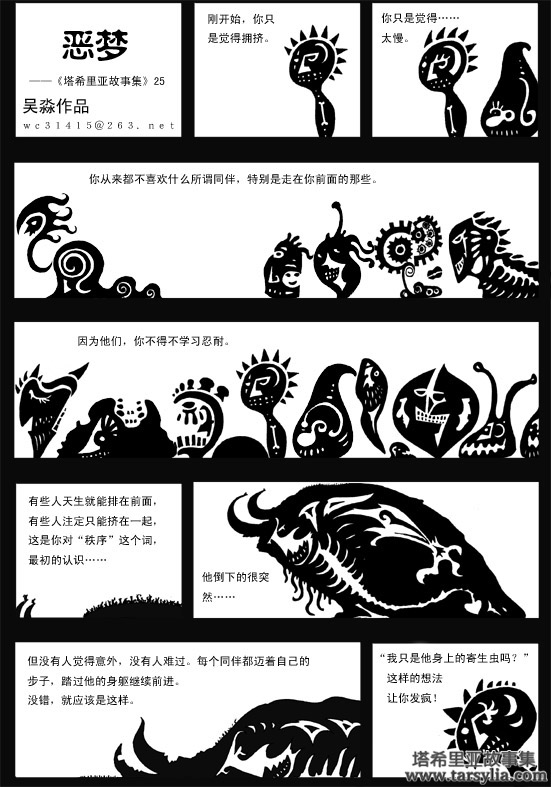 恶梦
——《塔希里亚故事集》25
吴淼作品
wc31415@263.net
刚开始，你只
是觉得拥挤。
你只是觉得……
太慢。
你从来都不喜欢什么所谓同伴，特别是走在你前面的那些。
因为他们，你不得不学习忍耐。
有些人天生就能排在前面，
有些人注定只能挤在一起，
这是你对“秩序”这个词，
最初的认识……
他倒下的很突
然……
但没有人觉得意外，没有人难过。每个同伴都迈着自己的
步子，踏过他的身躯继续前进。
没错，就应该是这样。
“我只是他身上的寄生虫吗？”
这样的想法
让你发疯！
塔希里亚故事集
www.tarsylia.com